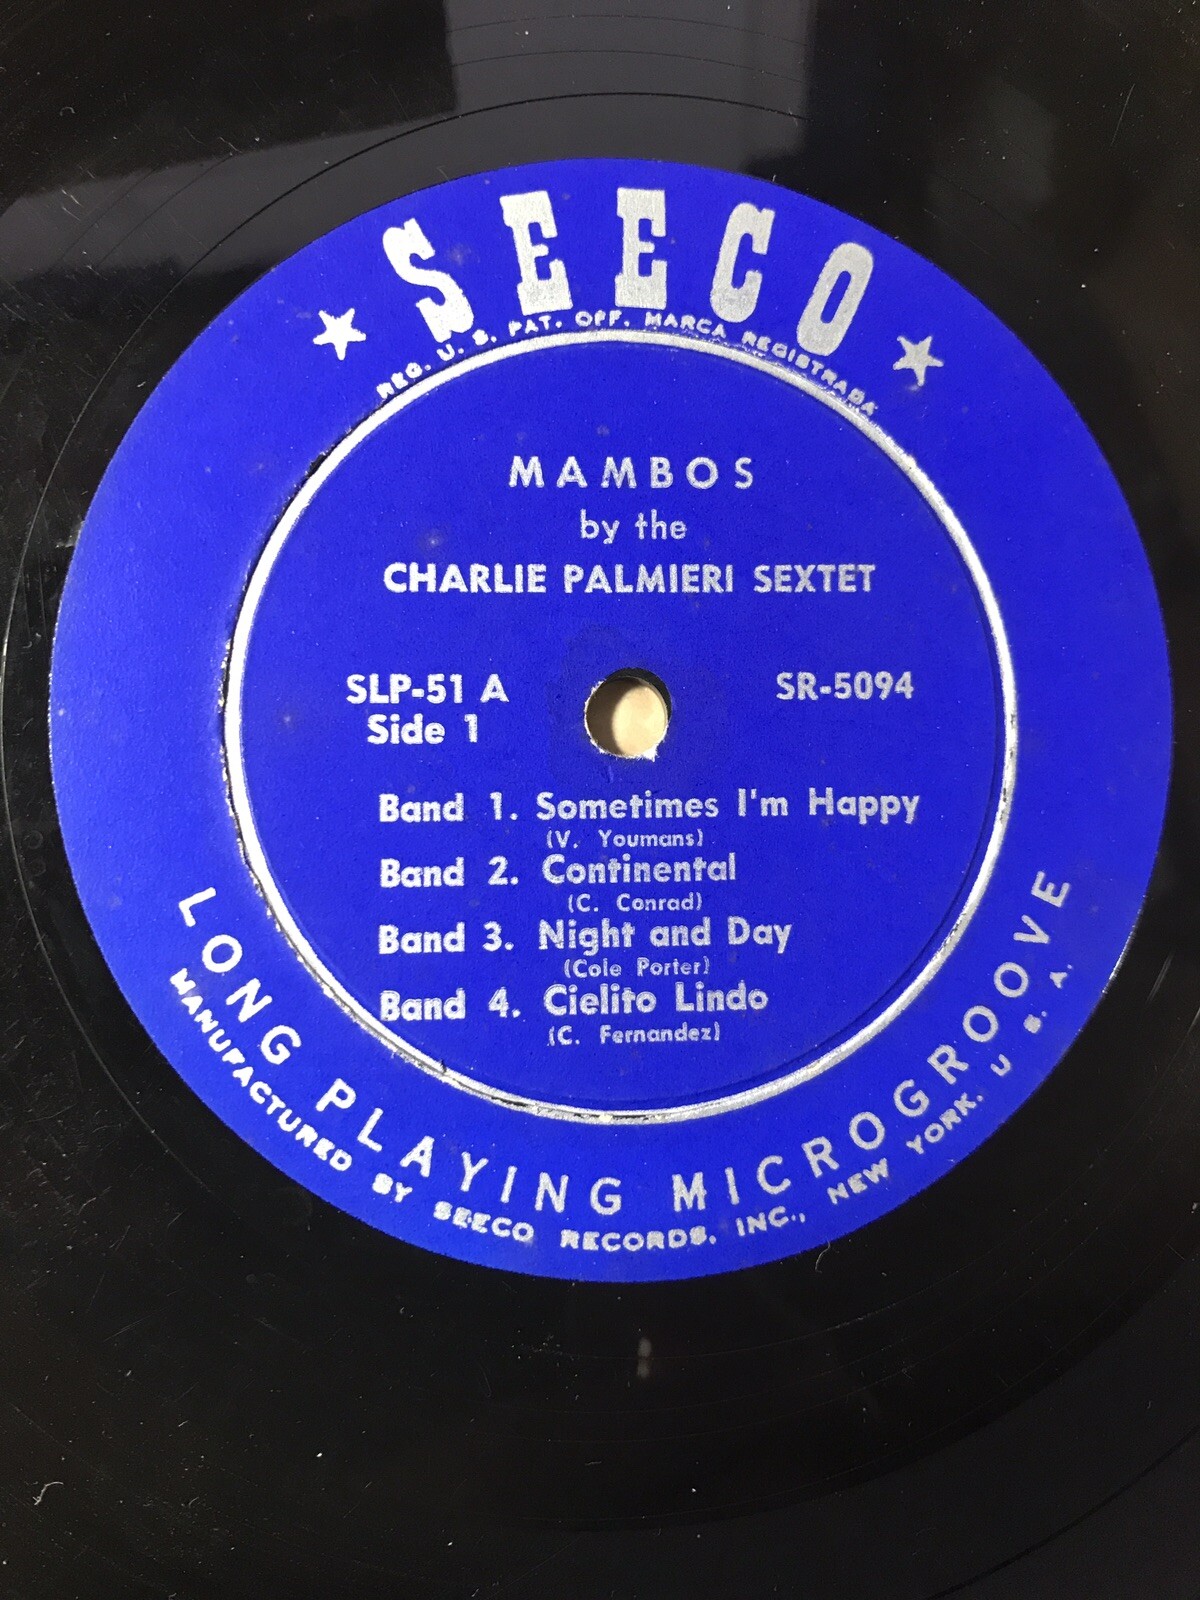 SEECO
REG. U. S. PAT. OFF. MARCA REGISTRADA
MAMBOS
by the
CHARLIE PALMIERI SEXTET
SLP-51 A SR-5094
Side 1
Band 1. Sometimes I'm Happy
(V. Youmans)
Band 2. Continental
(C. Conrad)
Band 3. Night and Day
(Cole Porter)
Band 4. Cielito Lindo
(C. Fernandez)
LONG PLAYING MICROGROOVE
MANUFACTURED BY SEECO RECORDS, INC., NEW YORK, U. S. A.